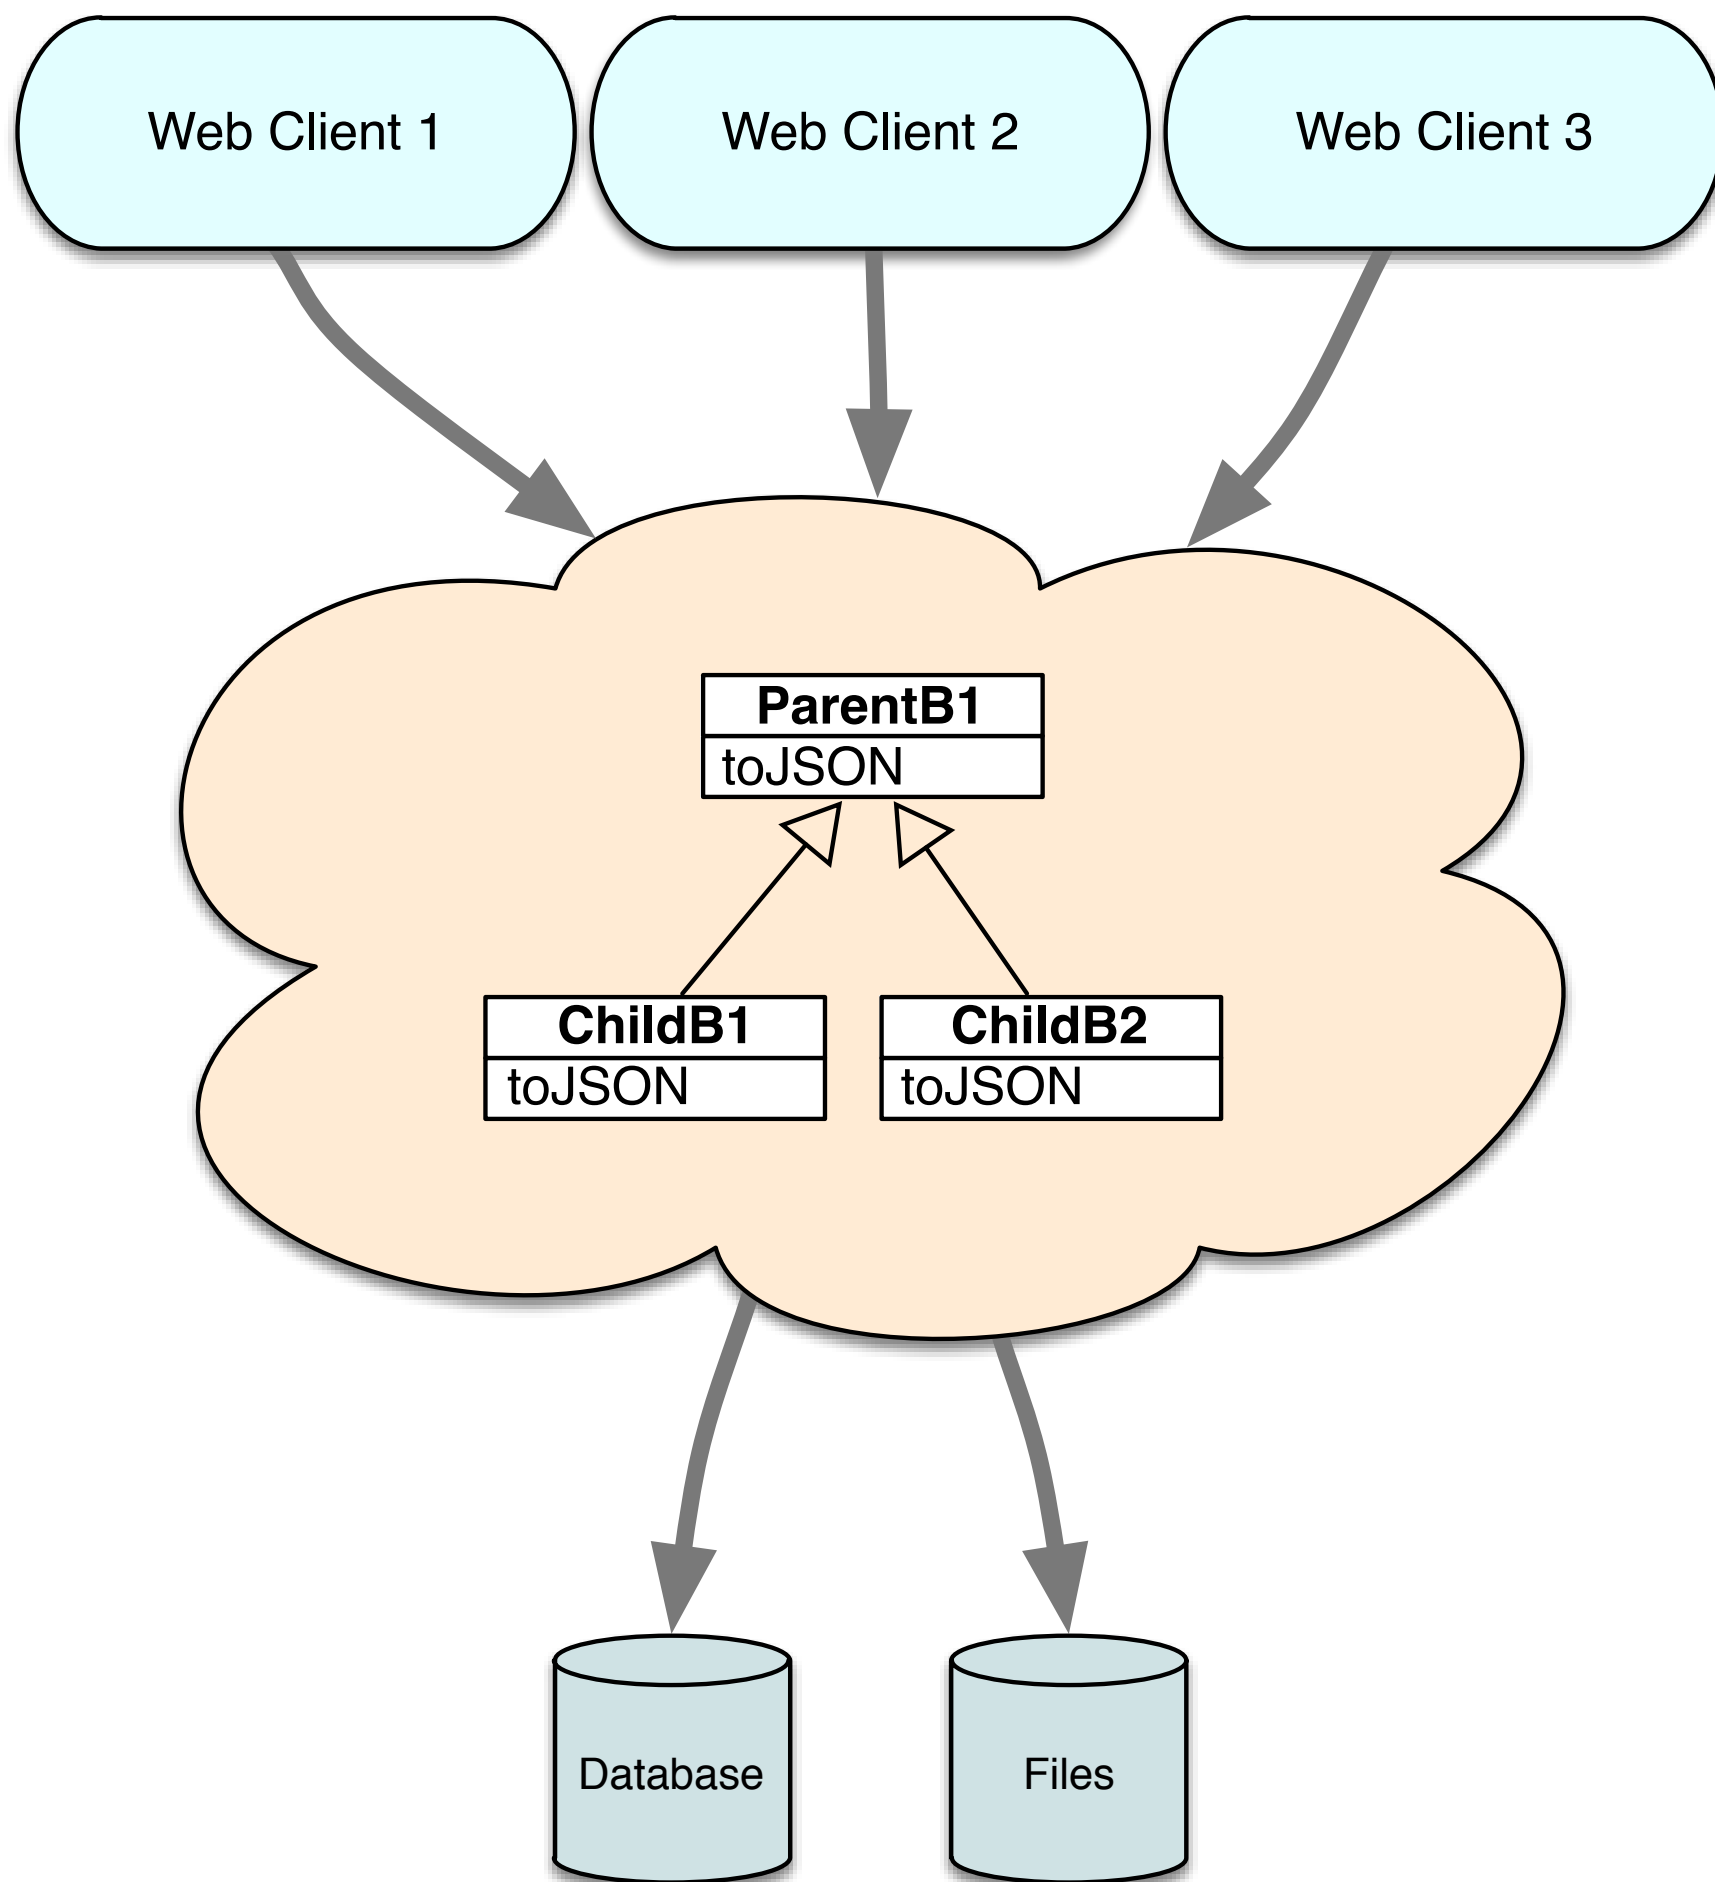 Web Client 1
Web Client 2
Web Client 3
ParentB1
toJSON
ChildB1
toJSON
ChildB2
toJSON
Database
Files